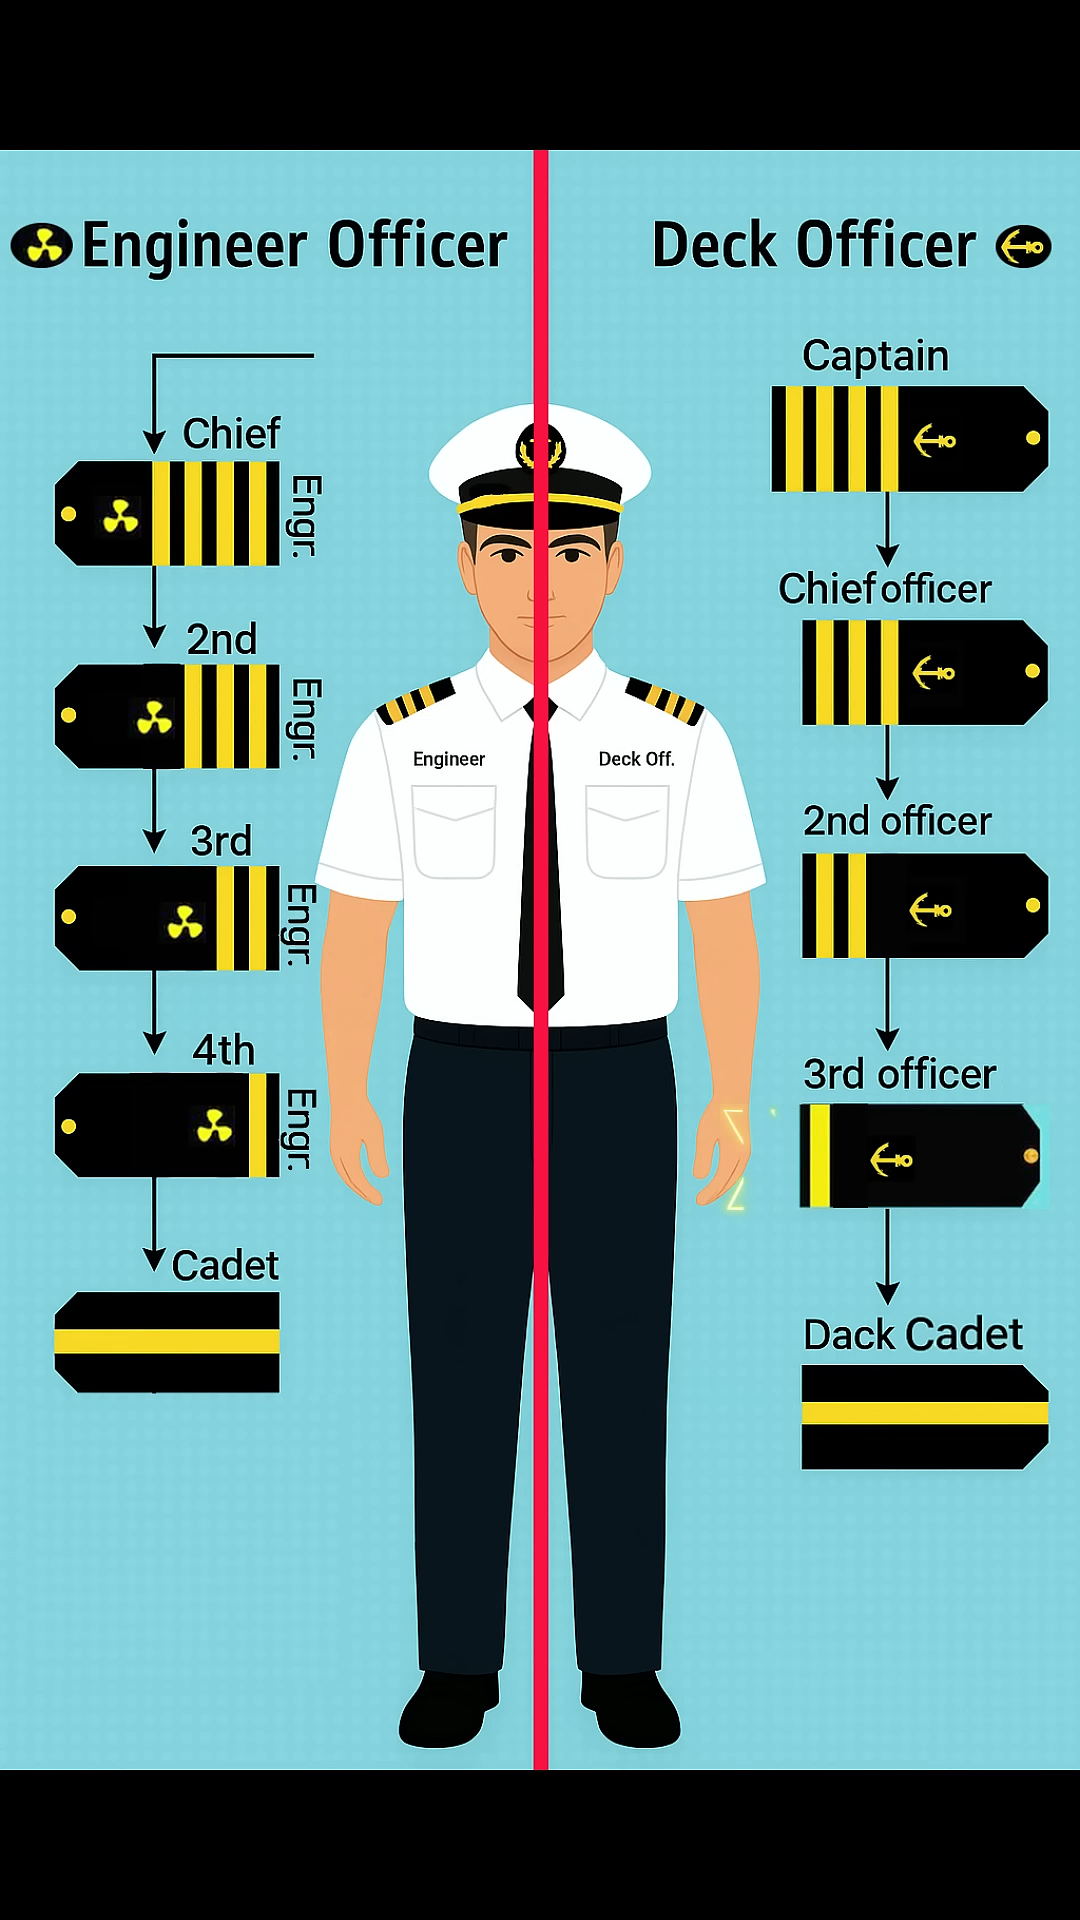 Engineer Officer
Chief
Engr.
2nd
Engr.
3rd
Engr.
4th
Engr.
Cadet
Engineer
Deck Off.
Deck Officer
Captain
Chief officer
2nd officer
3rd officer
Dack Cadet